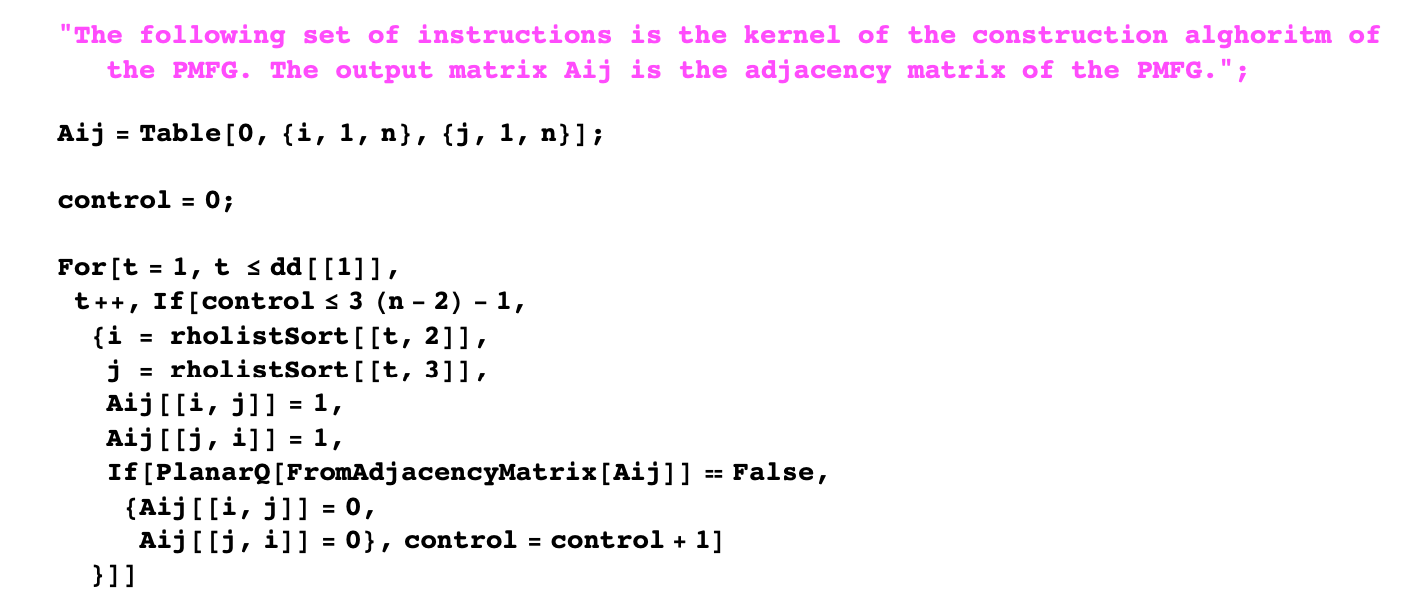 "The following set of instructions is the kernel of the construction alghoritm of
the PMFG. The output matrix Aij is the adjacency matrix of the PMFG.";
Aij = Table[0, {i, 1, n}, {j, 1, n}];
control = 0;
For[t = 1, t ≤ dd[[1]],
t++, If[control ≤ 3 (n - 2) - 1,
{i = rholistSort[[t, 2]],
j = rholistSort[[t, 3]],
Aij[[i, j]] = 1,
Aij[[j, i]] = 1,
If[PlanarQ[FromAdjacencyMatrix[Aij]] == False,
{Aij[[i, j]] = 0,
Aij[[j, i]] = 0}, control = control + 1]
}]]